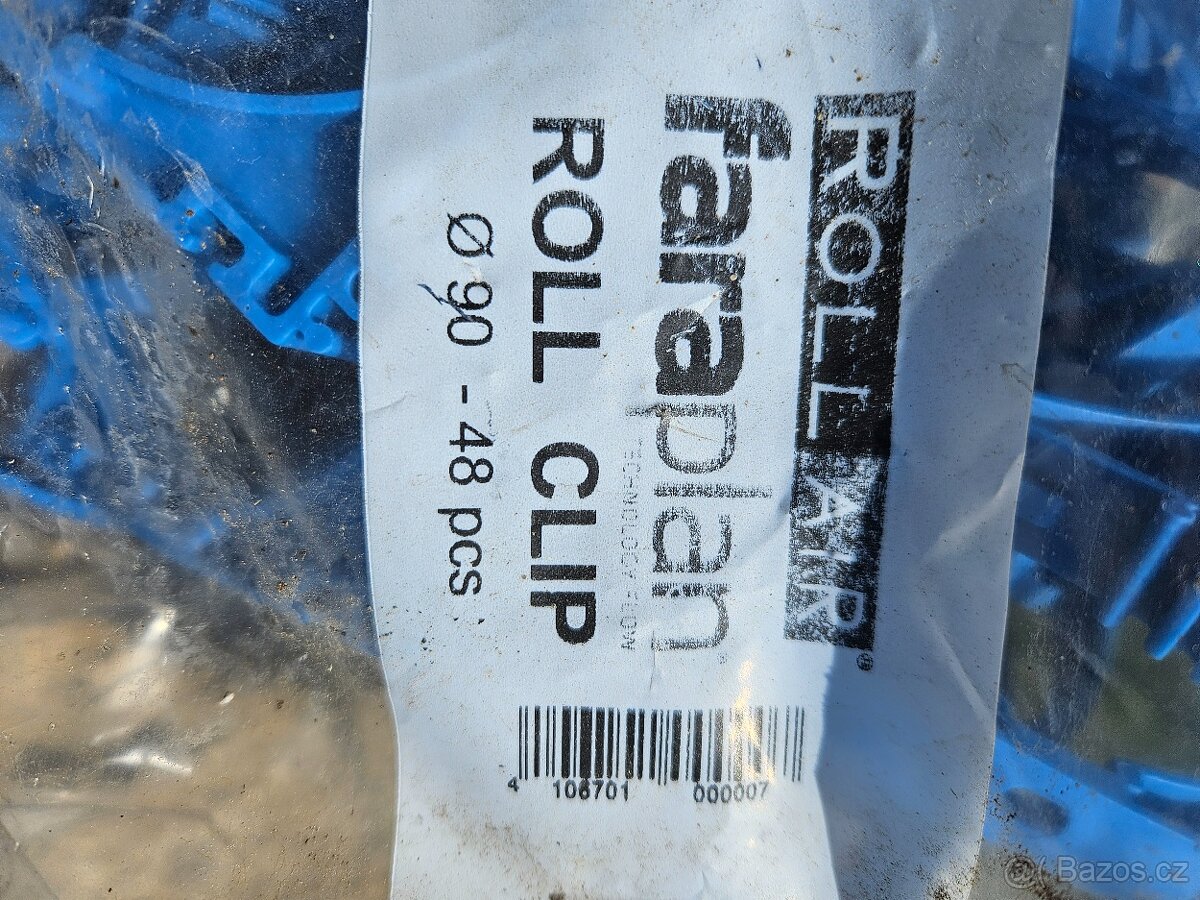 ROLL AIR®
faraplan®
ROLL CLIP
Ø 90 - 48 pcs
4 106701 000007
@ Bazos.cz